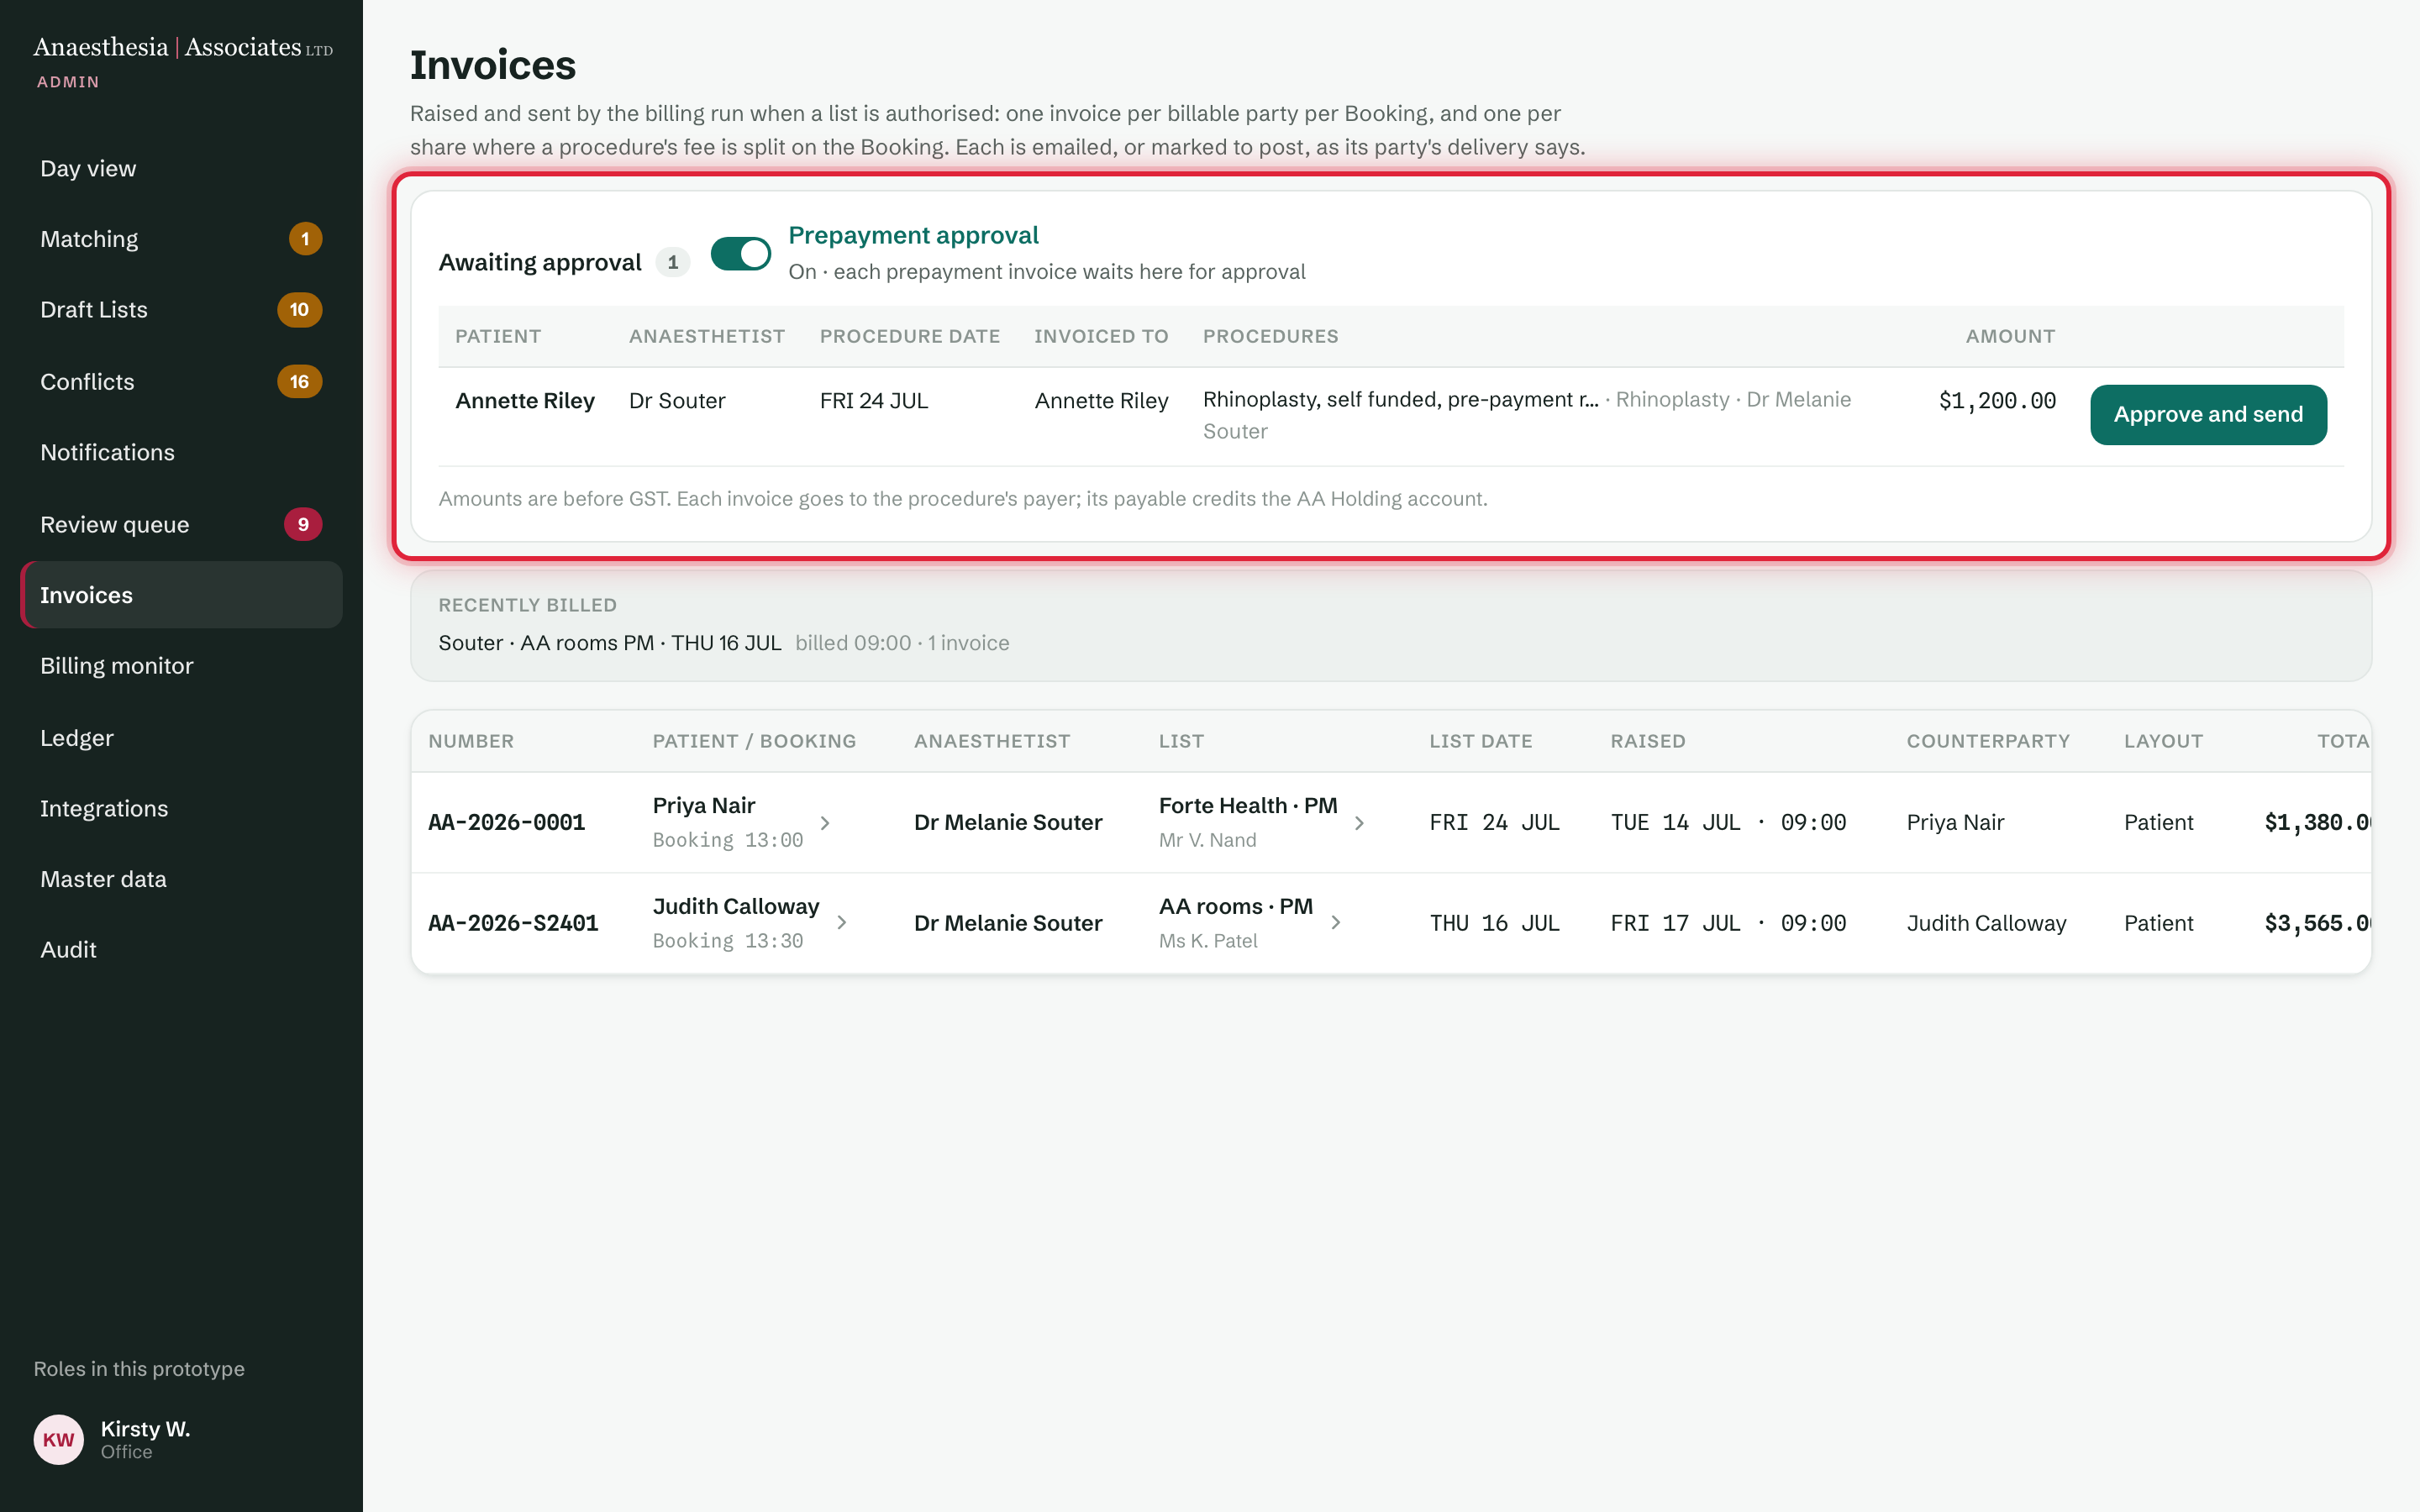 Anaesthesia | Associates LTD
ADMIN
Day view
Matching 1
Draft Lists 10
Conflicts 16
Notifications
Review queue 9
Invoices
Billing monitor
Ledger
Integrations
Master data
Audit
Roles in this prototype
KW
Kirsty W.
Office
Invoices
Raised and sent by the billing run when a list is authorised: one invoice per billable party per Booking, and one per
share where a procedure's fee is split on the Booking. Each is emailed, or marked to post, as its party's delivery says.
Awaiting approval 1
Prepayment approval
On · each prepayment invoice waits here for approval
PATIENT ANAESTHETIST PROCEDURE DATE INVOICED TO PROCEDURES AMOUNT
Annette Riley Dr Souter FRI 24 JUL Annette Riley Rhinoplasty, self funded, pre-payment r... · Rhinoplasty · Dr Melanie $1,200.00 Approve and send
Souter
Amounts are before GST. Each invoice goes to the procedure's payer; its payable credits the AA Holding account.
RECENTLY BILLED
Souter · AA rooms PM · THU 16 JUL billed 09:00 · 1 invoice
NUMBER PATIENT / BOOKING ANAESTHETIST LIST LIST DATE RAISED COUNTERPARTY LAYOUT TOTA
AA-2026-0001 Priya Nair Dr Melanie Souter Forte Health · PM FRI 24 JUL TUE 14 JUL · 09:00 Priya Nair Patient $1,380.0
Booking 13:00 Mr V. Nand
AA-2026-S2401 Judith Calloway Dr Melanie Souter AA rooms · PM THU 16 JUL FRI 17 JUL · 09:00 Judith Calloway Patient $3,565.0
Booking 13:30 Ms K. Patel